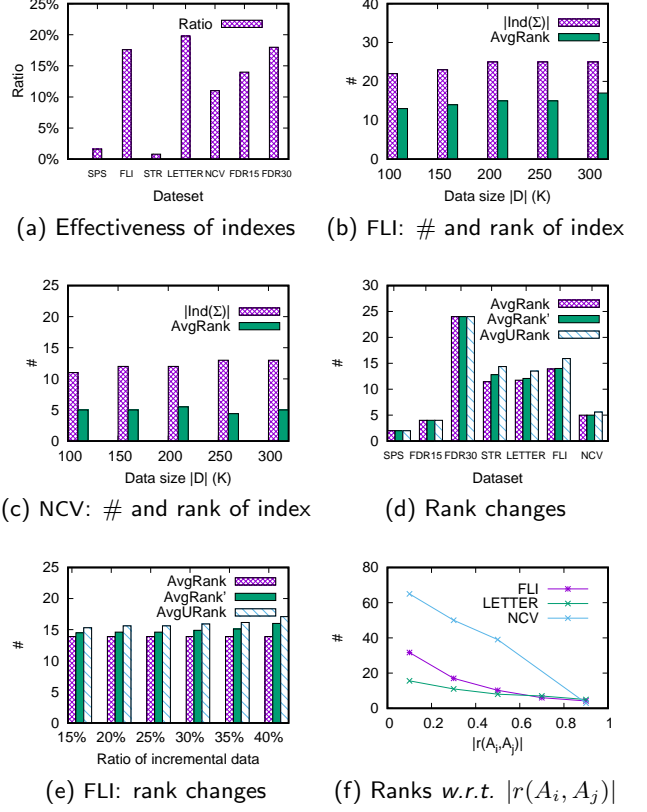 25%
20%
15%
10%
5%
0%
Ratio
Ratio
SPS FLI STR LETTER NCV FDR15 FDR30
Dateset
(a) Effectiveness of indexes
40
30
20
10
0
#
|Ind(Σ)|
AvgRank
100 150 200 250 300
Data size |D| (K)
(b) FLI: # and rank of index
25
20
15
10
5
0
#
|Ind(Σ)|
AvgRank
100 150 200 250 300
Data size |D| (K)
(c) NCV: # and rank of index
30
25
20
15
10
5
0
#
AvgRank
AvgRank'
AvgURank
SPS FDR15 FDR30 STR LETTER FLI NCV
Dataset
(d) Rank changes
25
20
15
10
5
0
#
AvgRank
AvgRank'
AvgURank
15% 20% 25% 30% 35% 40%
Ratio of incremental data
(e) FLI: rank changes
80
60
40
20
0
#
FLI
LETTER
NCV
0 0.2 0.4 0.6 0.8 1
|r(A_i,A_j)|
(f) Ranks w.r.t. |r(A_i, A_j)|